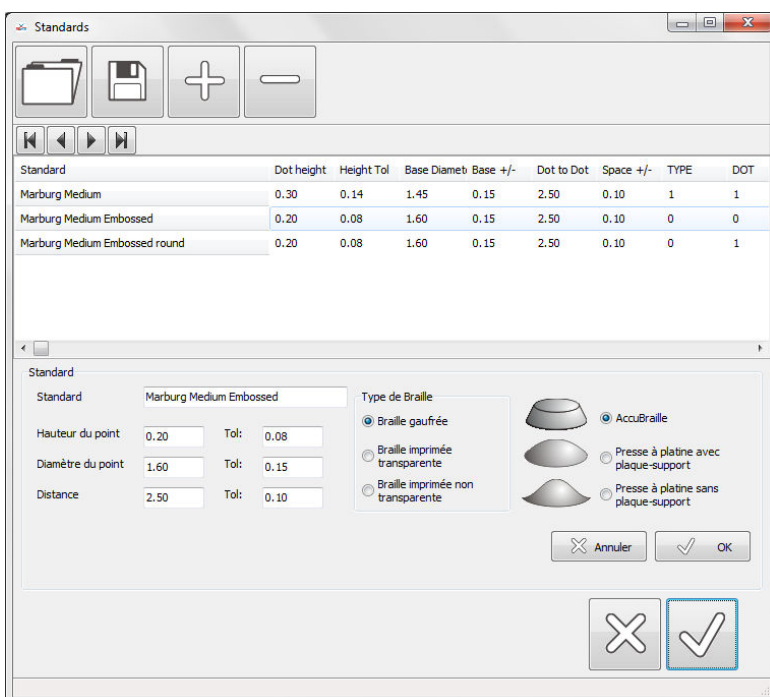 Standards
Standard Dot height Height Tol Base Diamet Base +/- Dot to Dot Space +/- TYPE DOT
Marburg Medium 0.30 0.14 1.45 0.15 2.50 0.10 1 1
Marburg Medium Embossed 0.20 0.08 1.60 0.15 2.50 0.10 0 0
Marburg Medium Embossed round 0.20 0.08 1.60 0.15 2.50 0.10 0 1
Standard
Standard Marburg Medium Embossed
Hauteur du point 0.20 Tol: 0.08
Diamètre du point 1.60 Tol: 0.15
Distance 2.50 Tol: 0.10
Type de Braille
Braille gaufrée
Braille imprimée
transparente
Braille imprimée non
transparente
AccuBraille
Presse à platine avec
plaque-support
Presse à platine sans
plaque-support
Annuler OK